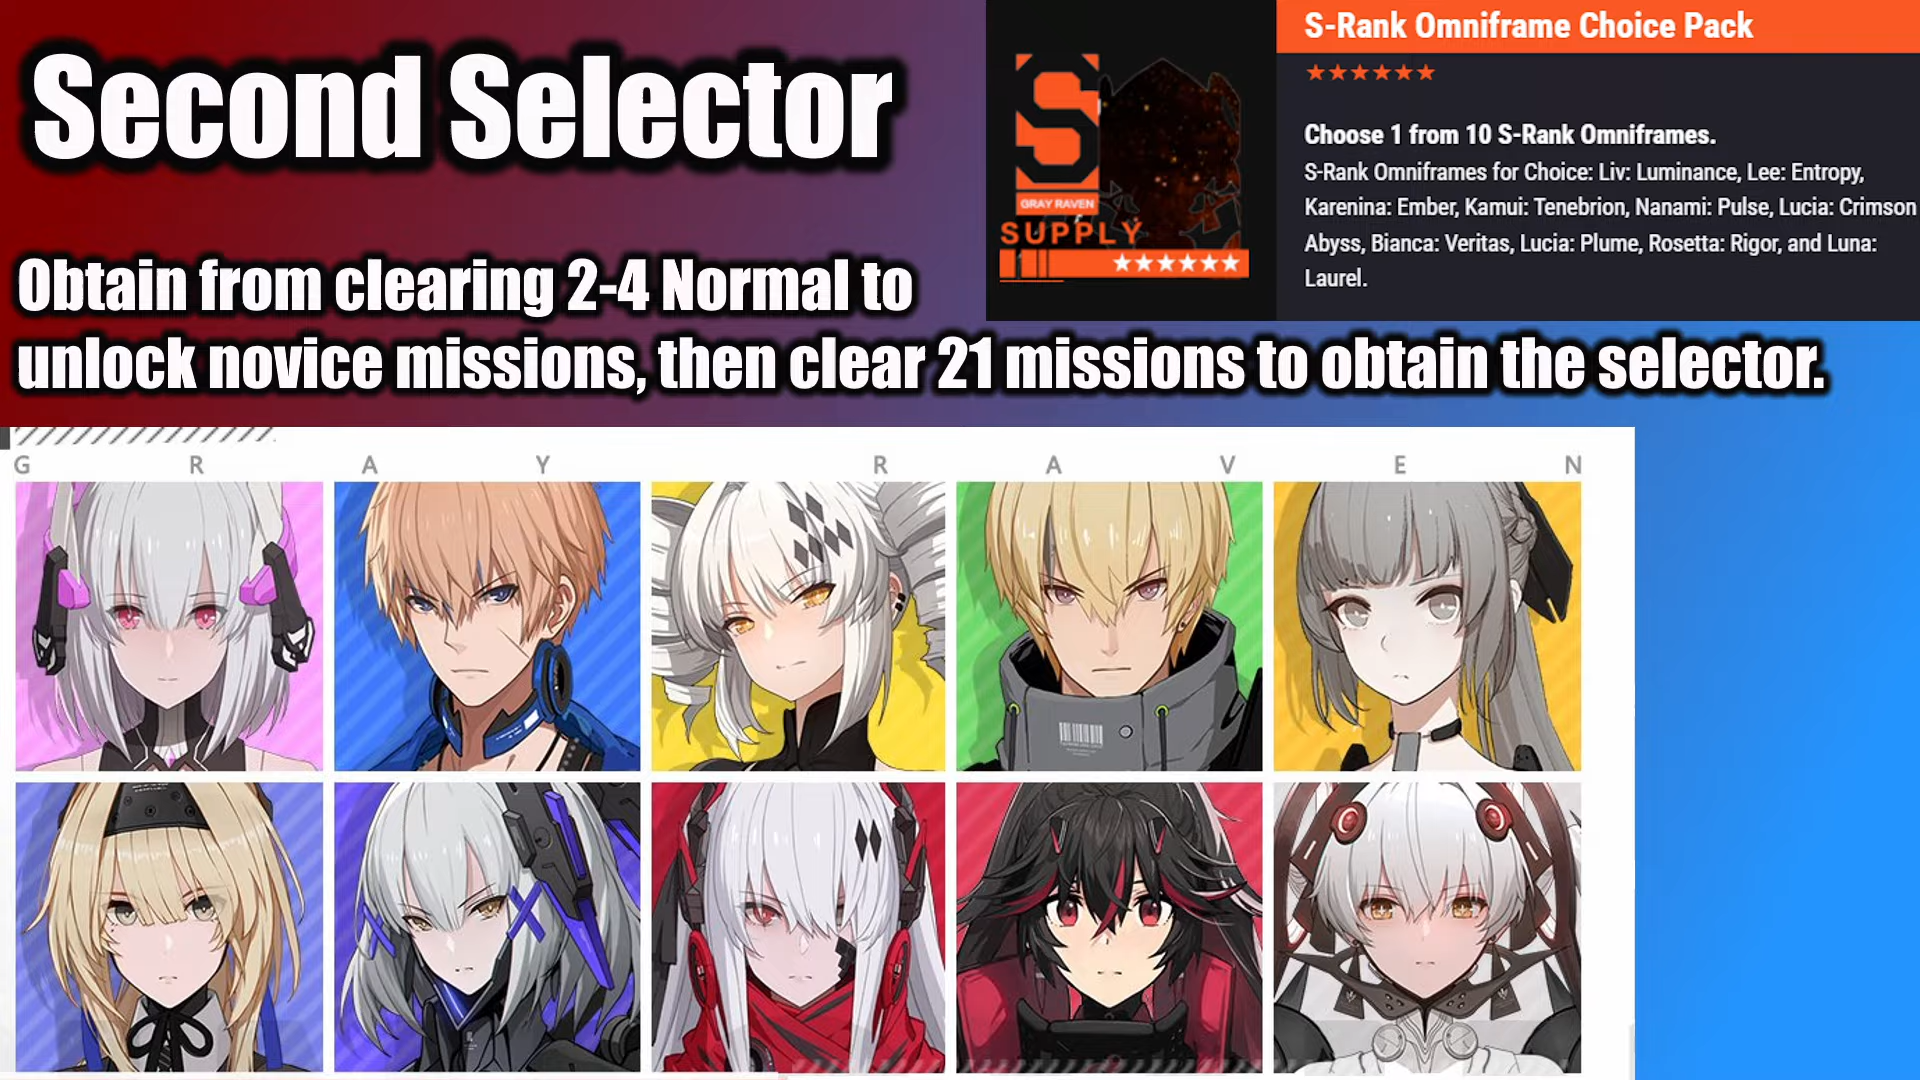 Second Selector
S-Rank Omniframe Choice Pack
GRAY RAVEN
SUPPLY
Choose 1 from 10 S-Rank Omniframes.
S-Rank Omniframes for Choice: Liv: Luminance, Lee: Entropy,
Karenina: Ember, Kamui: Tenebrion, Nanami: Pulse, Lucia: Crimson
Abyss, Bianca: Veritas, Lucia: Plume, Rosetta: Rigor, and Luna:
Laurel.
Obtain from clearing 2-4 Normal to
unlock novice missions, then clear 21 missions to obtain the selector.
G R A Y R A V E N